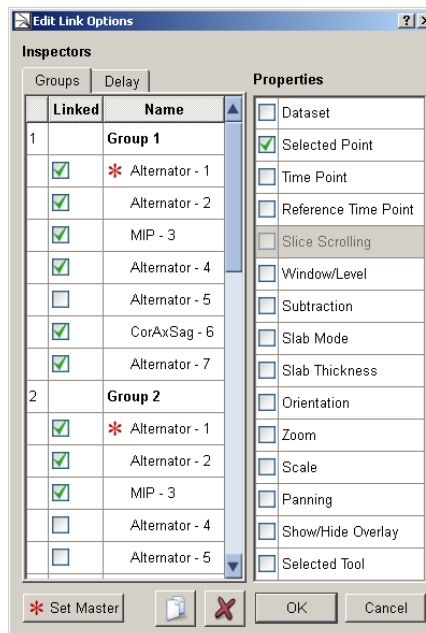 Edit Link Options
Inspectors
Groups Delay
Linked Name
1 Group 1
* Alternator - 1
Alternator - 2
MIP - 3
Alternator - 4
Alternator - 5
CorAxSag - 6
Alternator - 7
2 Group 2
* Alternator - 1
Alternator - 2
MIP - 3
Alternator - 4
Alternator - 5
Properties
Dataset
Selected Point
Time Point
Reference Time Point
Slice Scrolling
Window/Level
Subtraction
Slab Mode
Slab Thickness
Orientation
Zoom
Scale
Panning
Show/Hide Overlay
Selected Tool
* Set Master
OK Cancel